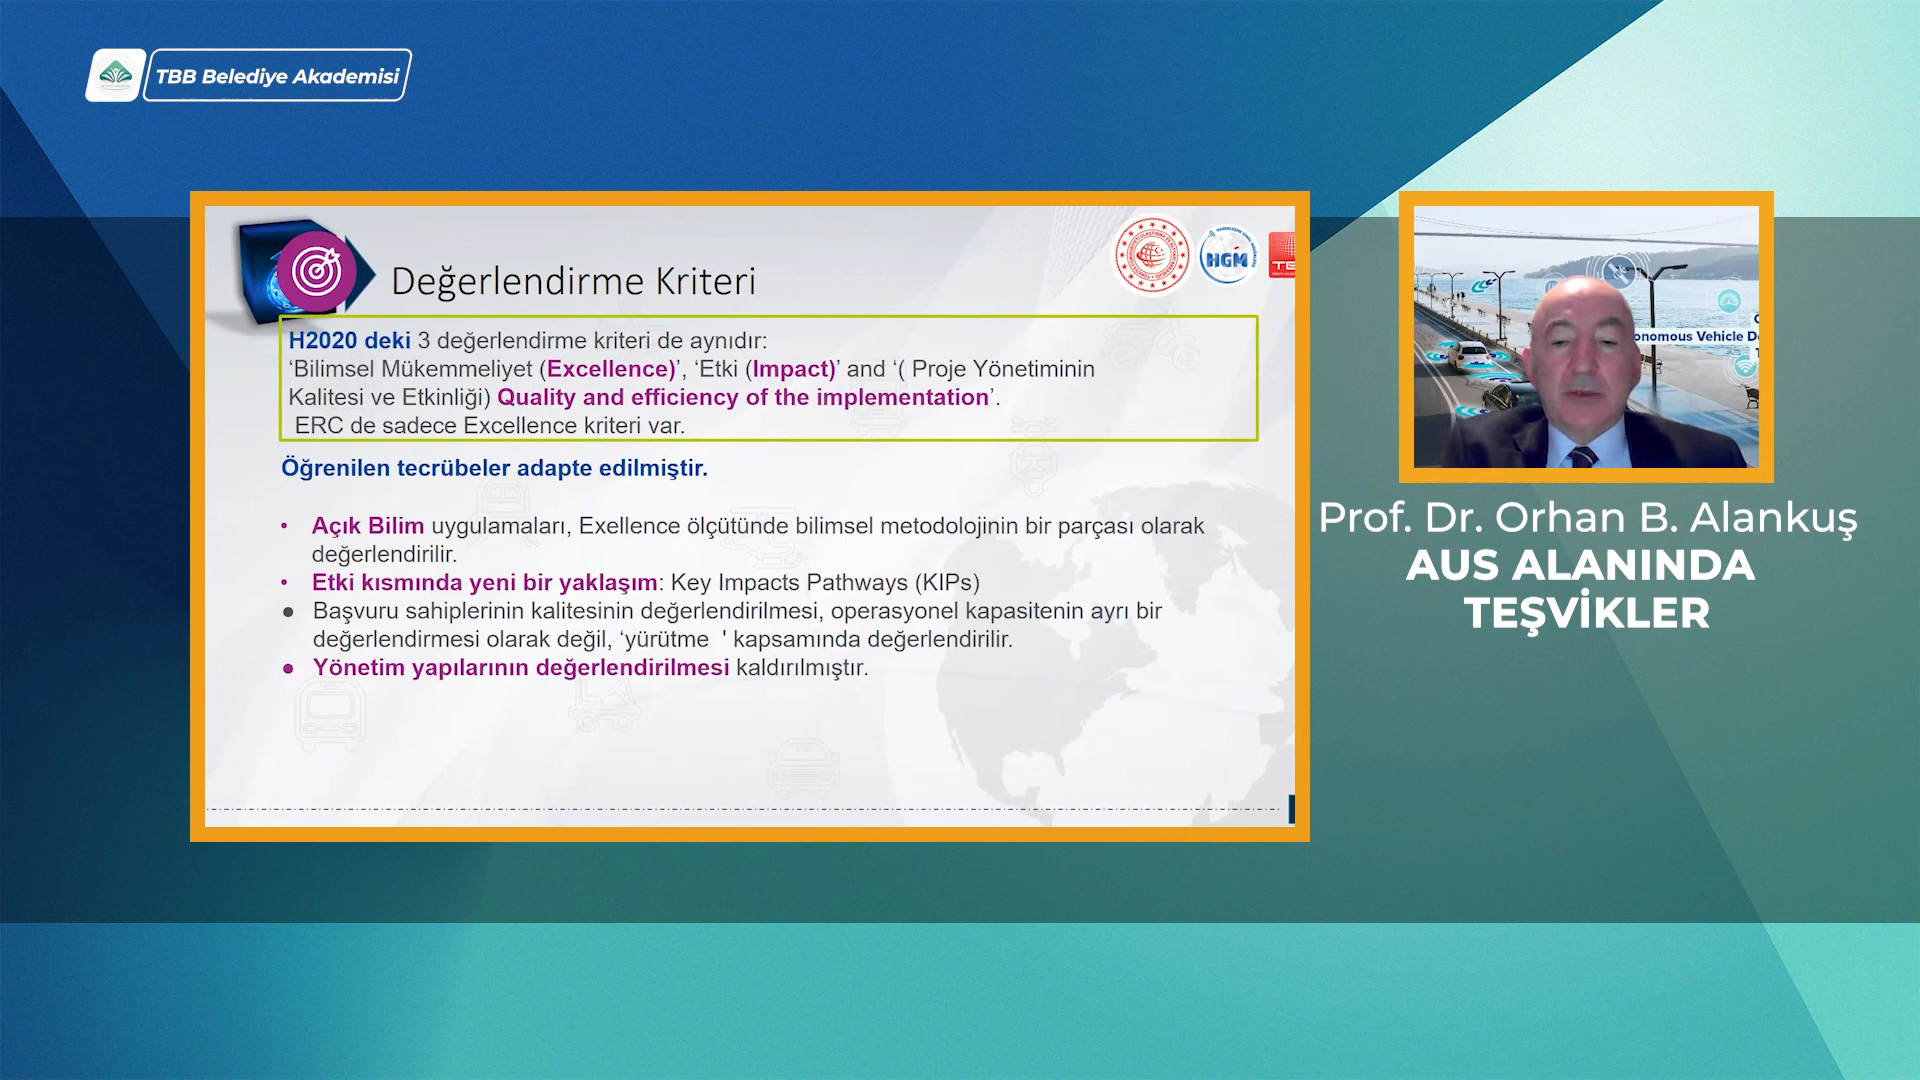 TBB Belediye Akademisi
Değerlendirme Kriteri
HGM
H2020 deki 3 değerlendirme kriteri de aynıdır:
‘Bilimsel Mükemmeliyet (Excellence)’, ‘Etki (Impact)’ and ‘( Proje Yönetiminin
Kalitesi ve Etkinliği) Quality and efficiency of the implementation’.
ERC de sadece Excellence kriteri var.
Öğrenilen tecrübeler adapte edilmiştir.
• Açık Bilim uygulamaları, Exellence ölçütünde bilimsel metodolojinin bir parçası olarak
değerlendirilir.
• Etki kısmında yeni bir yaklaşım: Key Impacts Pathways (KIPs)
● Başvuru sahiplerinin kalitesinin değerlendirilmesi, operasyonel kapasitenin ayrı bir
değerlendirmesi olarak değil, ‘yürütme ' kapsamında değerlendirilir.
● Yönetim yapılarının değerlendirilmesi kaldırılmıştır.
Vehicle
Prof. Dr. Orhan B. Alankuş
AUS ALANINDA
TEŞVİKLER